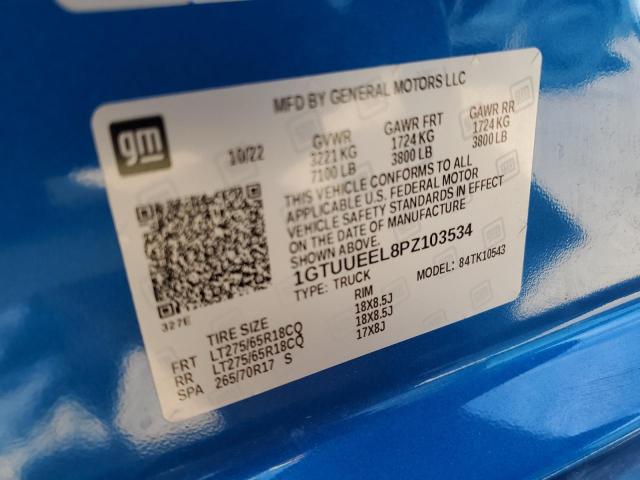 MFD BY GENERAL MOTORS LLC
gm
10/22
GVWR GAWR FRT GAWR RR
3221 KG 1724 KG 1724 KG
7100 LB 3800 LB 3800 LB
THIS VEHICLE CONFORMS TO ALL
APPLICABLE U.S. FEDERAL MOTOR
VEHICLE SAFETY STANDARDS IN EFFECT
ON THE DATE OF MANUFACTURE
SHOWN ABOVE.
1GTUUEEL8PZ103534
TYPE: TRUCK MODEL: 84TK10543
327E
TIRE SIZE RIM
FRT LT275/65R18CQ 18X8.5J
RR LT275/65R18CQ 18X8.5J
SPA 265/70R17 S 17X8J